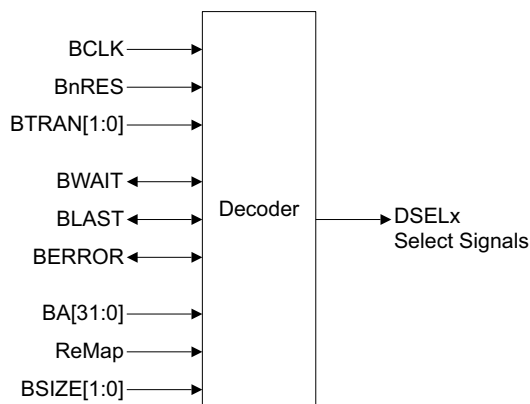 BCLK
BnRES
BTRAN[1:0]
BWAIT
BLAST
BERROR
BA[31:0]
ReMap
BSIZE[1:0]
Decoder
DSELx
Select Signals